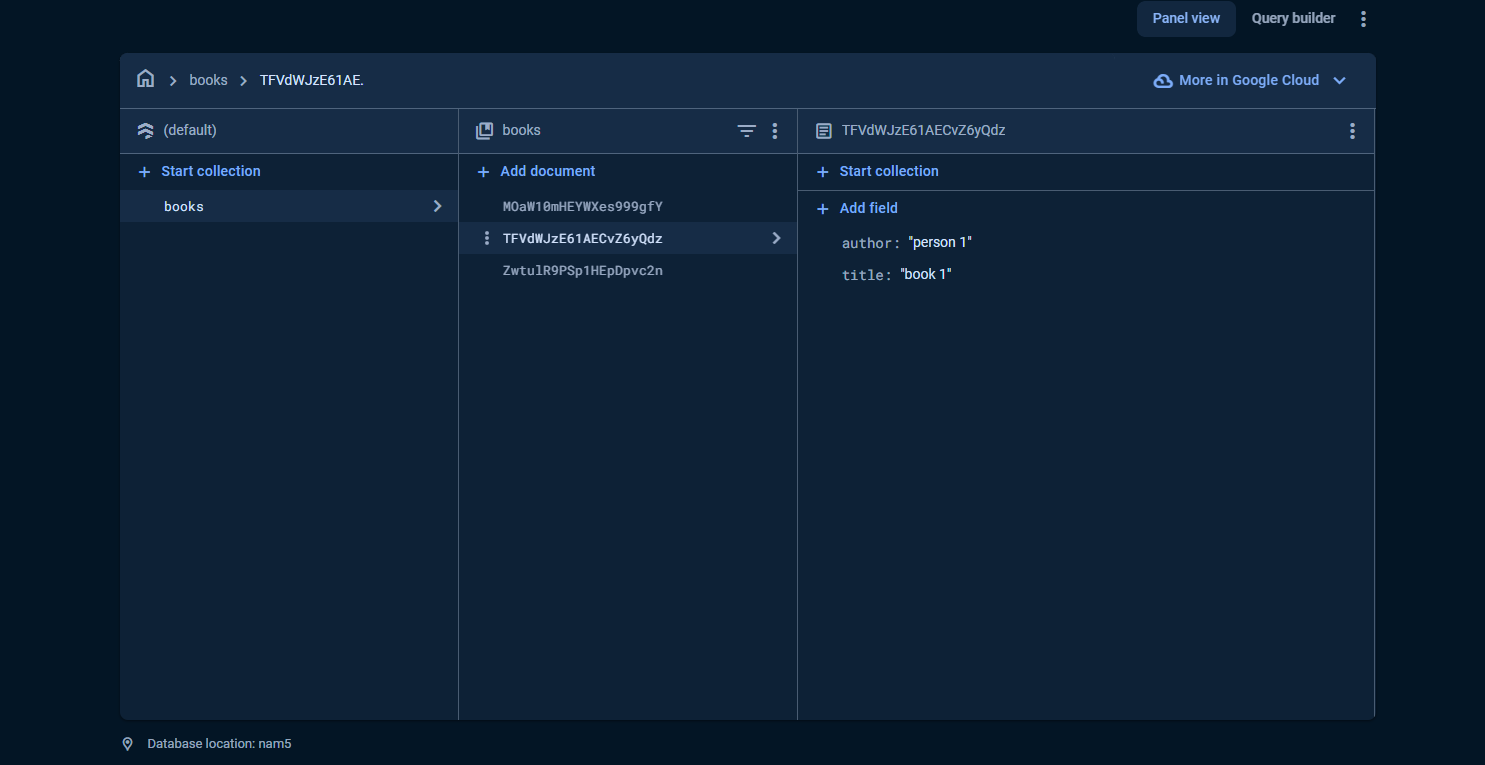 Panel view Query builder
books TFVdWJzE61AE.
More in Google Cloud
(default)
books
TFVdWJzE61AECvZ6yQdz
+ Start collection
books
+ Add document
MOaW10mHEYWXes999gfY
TFVdWJzE61AECvZ6yQdz
ZwtulR9PSp1HEpDpvc2n
+ Start collection
+ Add field
author: "person 1"
title: "book 1"
Database location: nam5